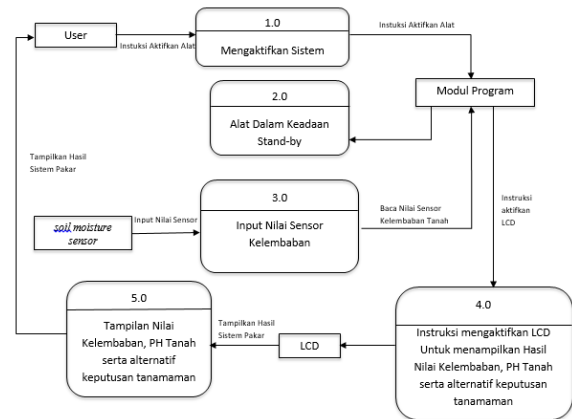 User
Instuksi Aktifkan Alat
1.0
Mengaktifkan Sistem
Instuksi Aktifkan Alat
Modul Program
2.0
Alat Dalam Keadaan
Stand-by
Tampilkan Hasil
Sistem Pakar
soil moisture
sensor
Input Nilai Sensor
3.0
Input Nilai Sensor
Kelembaban
Baca Nilai Sensor
Kelembaban Tanah
Instruksi
aktifkan
LCD
5.0
Tampilan Nilai
Kelembaban, PH Tanah
serta alternatif
keputusan tanamaman
Tampilkan Hasil
Sistem Pakar
LCD
4.0
Instruksi mengaktifkan LCD
Untuk menampilkan Hasil
Nilai Kelembaban, PH Tanah
serta alternatif keputusan
tanamaman